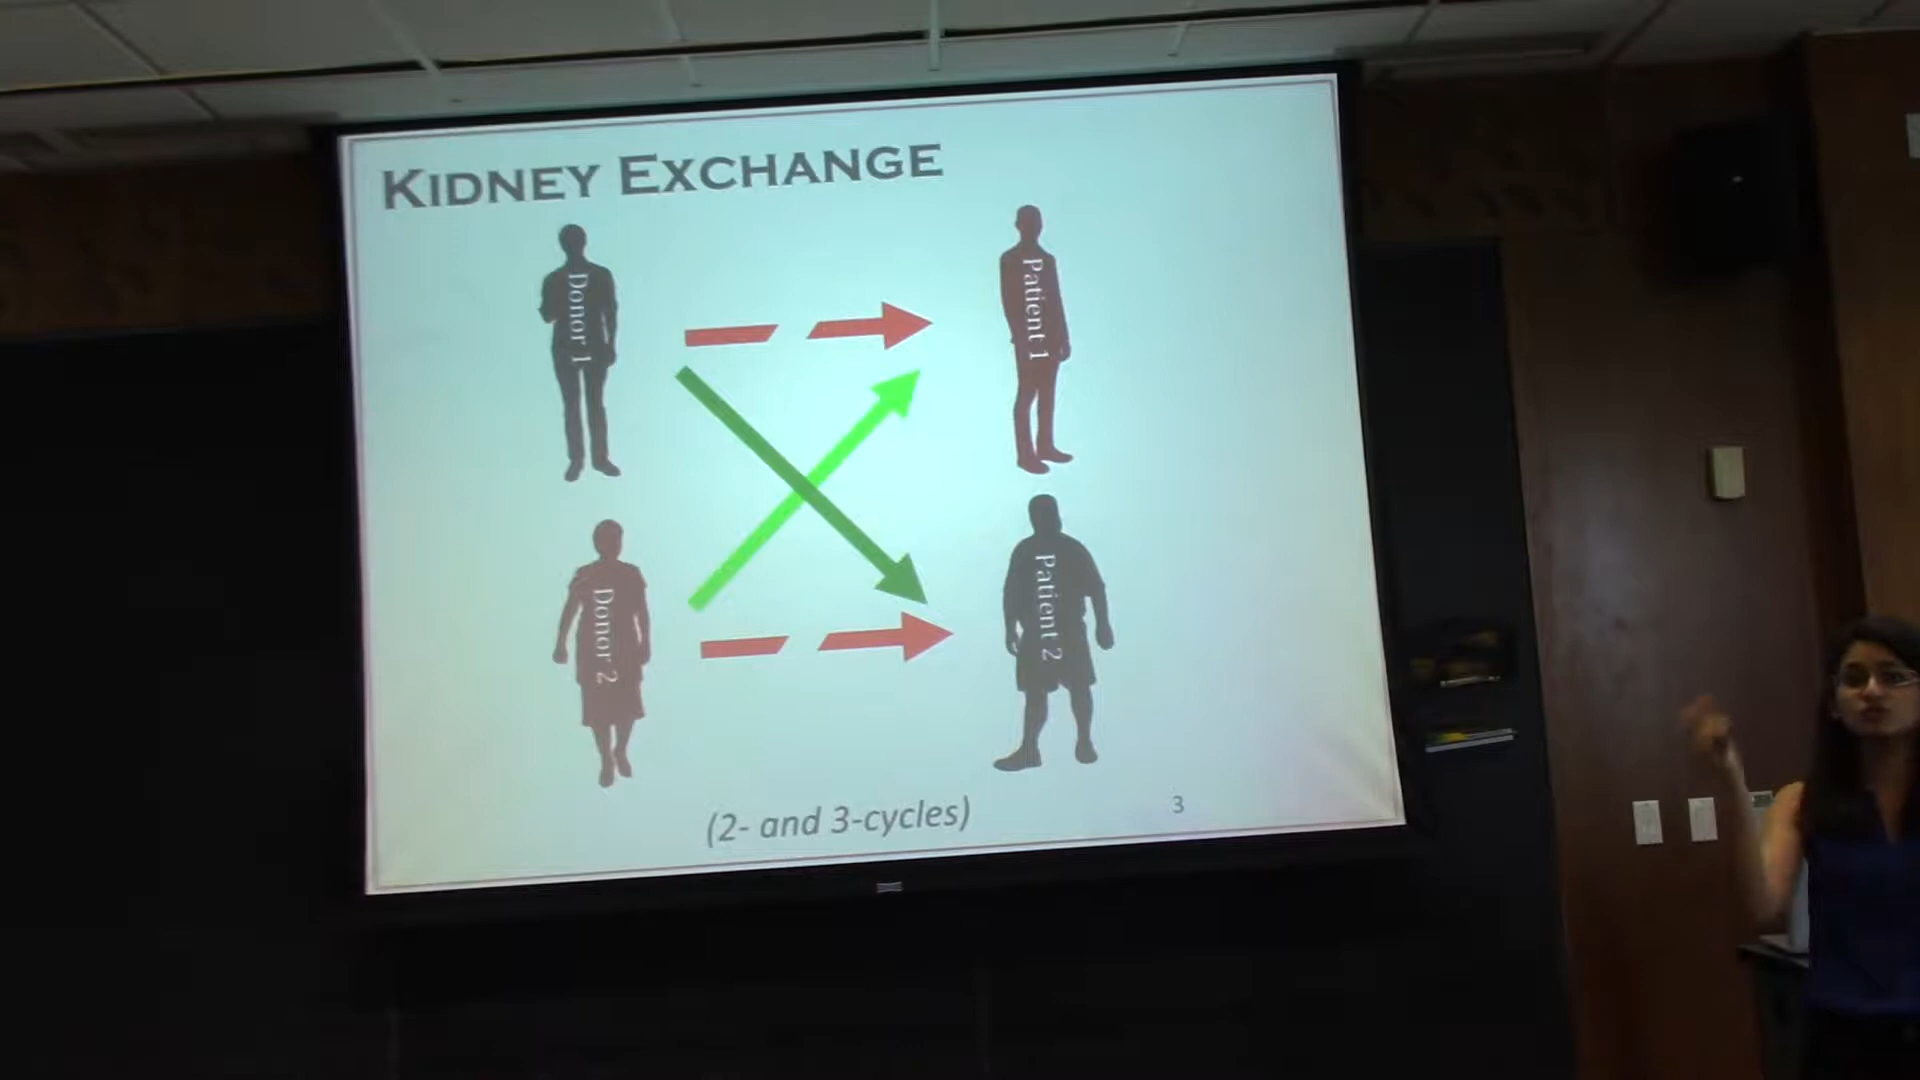 KIDNEY EXCHANGE
Donor 1
Patient 1
Donor 2
Patient 2
(2- and 3-cycles)
3